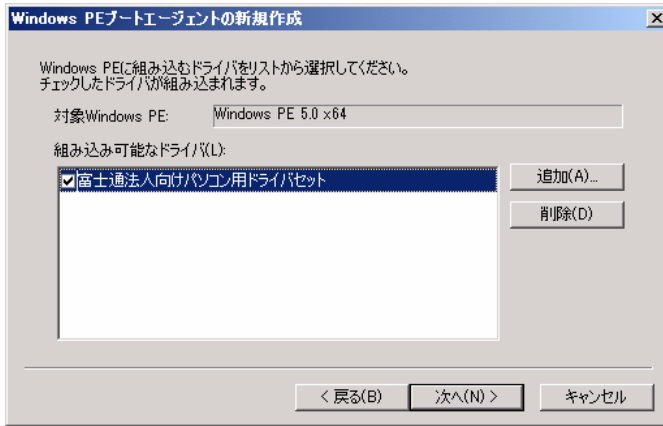 Windows PEブートエージェントの新規作成
Windows PEに組み込むドライバをリストから選択してください。
チェックしたドライバが組み込まれます。
対象Windows PE: Windows PE 5.0 x64
組み込み可能なドライバ(L):
富士通法人向けパソコン用ドライバセット
追加(A)...
削除(D)
< 戻る(B) 次へ(N) > キャンセル